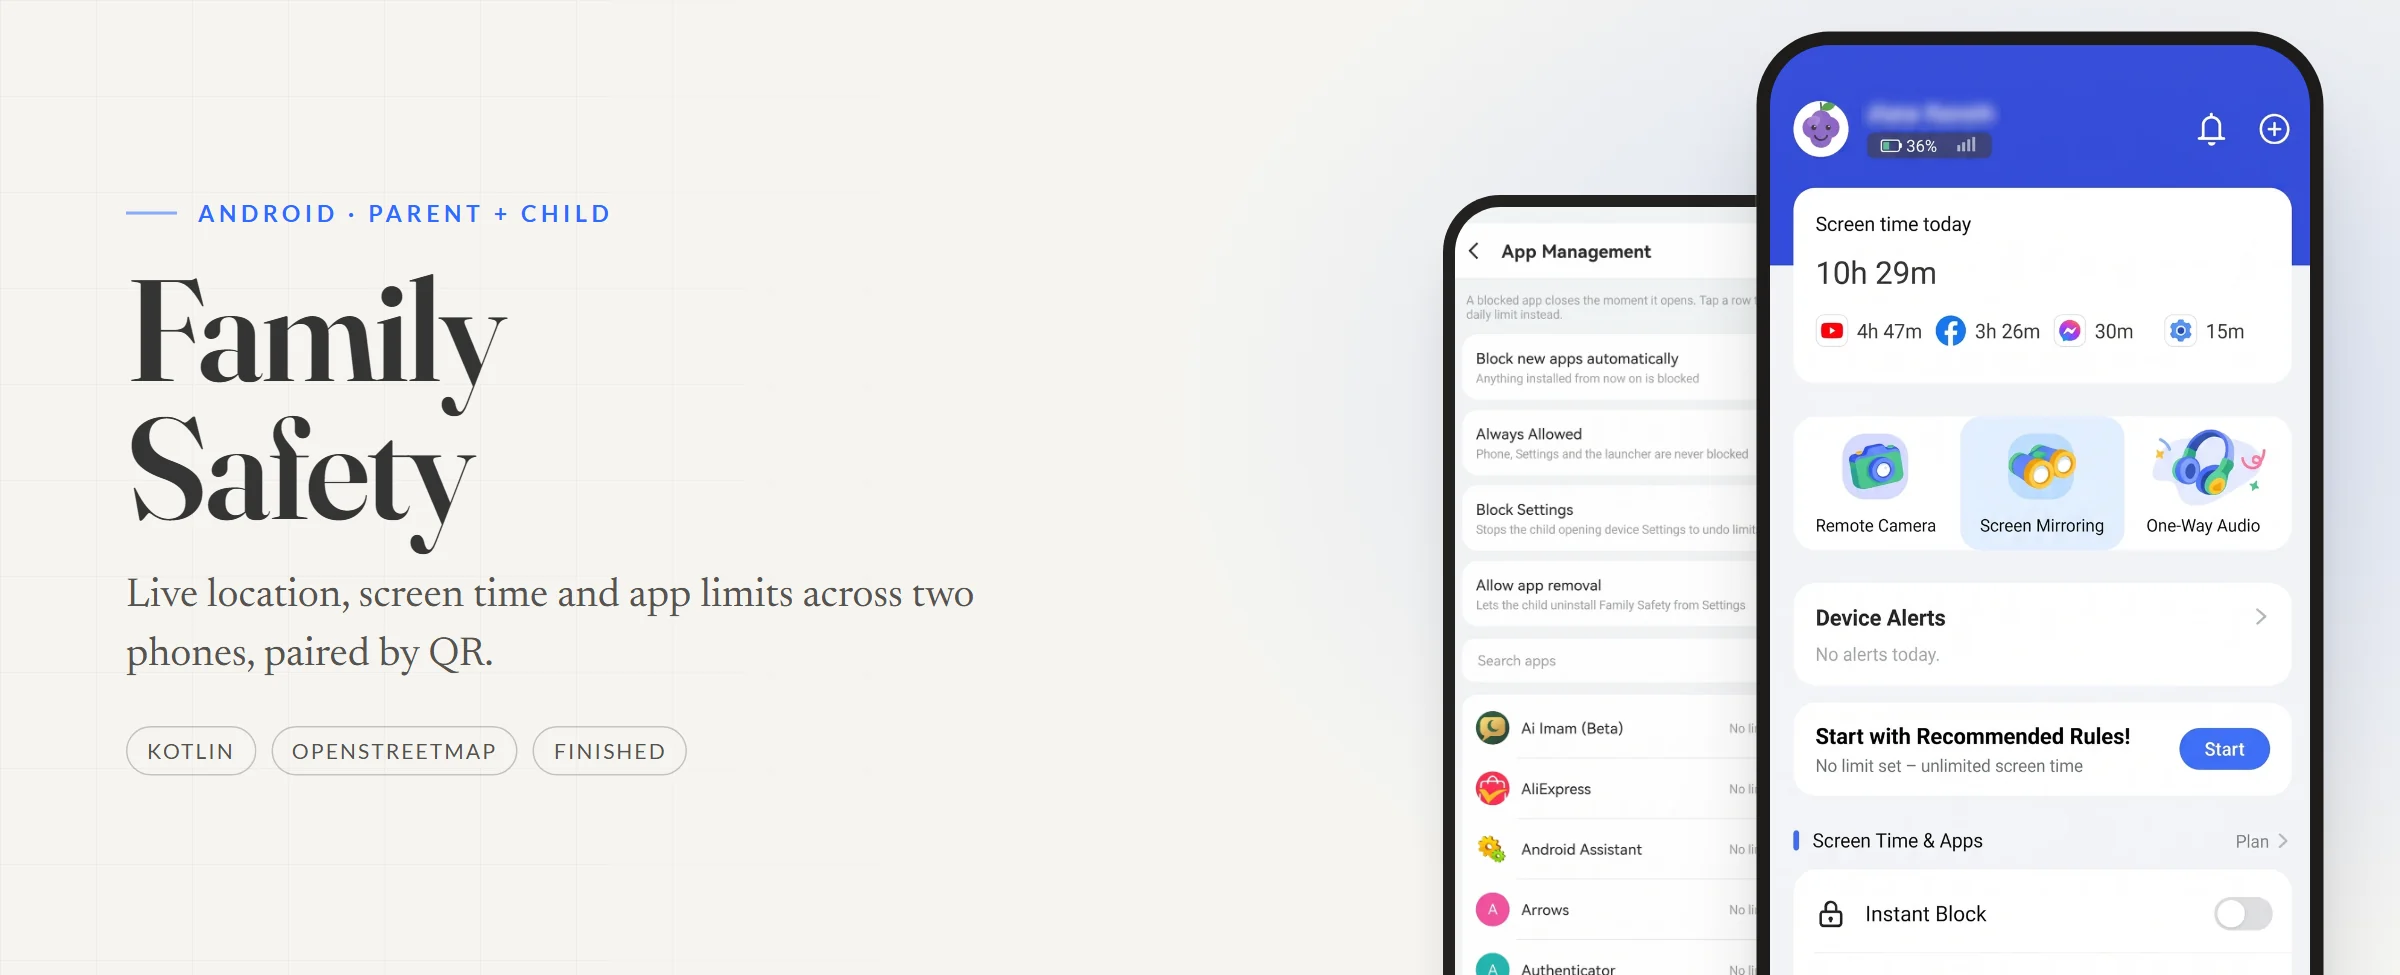 ANDROID · PARENT + CHILD
Family
Safety
Live location, screen time and app limits across two
phones, paired by QR.
KOTLIN
OPENSTREETMAP
FINISHED
App Management
A blocked app closes the moment it opens. Tap a row
daily limit instead.
Block new apps automatically
Anything installed from now on is blocked
Always Allowed
Phone, Settings and the launcher are never blocked
Block Settings
Stops the child opening device Settings to undo
Allow app removal
Lets the child uninstall Family Safety from Settings
Search apps
Ai Imam (Beta)
No
AliExpress
No
Android Assistant
No
A
Arrows
No
A
Authenticator
36%
Screen time today
10h 29m
4h 47m
3h 26m
30m
15m
Remote Camera
Screen Mirroring
One-Way Audio
Device Alerts
No alerts today.
Start with Recommended Rules!
No limit set – unlimited screen time
Start
Screen Time & Apps
Plan
Instant Block